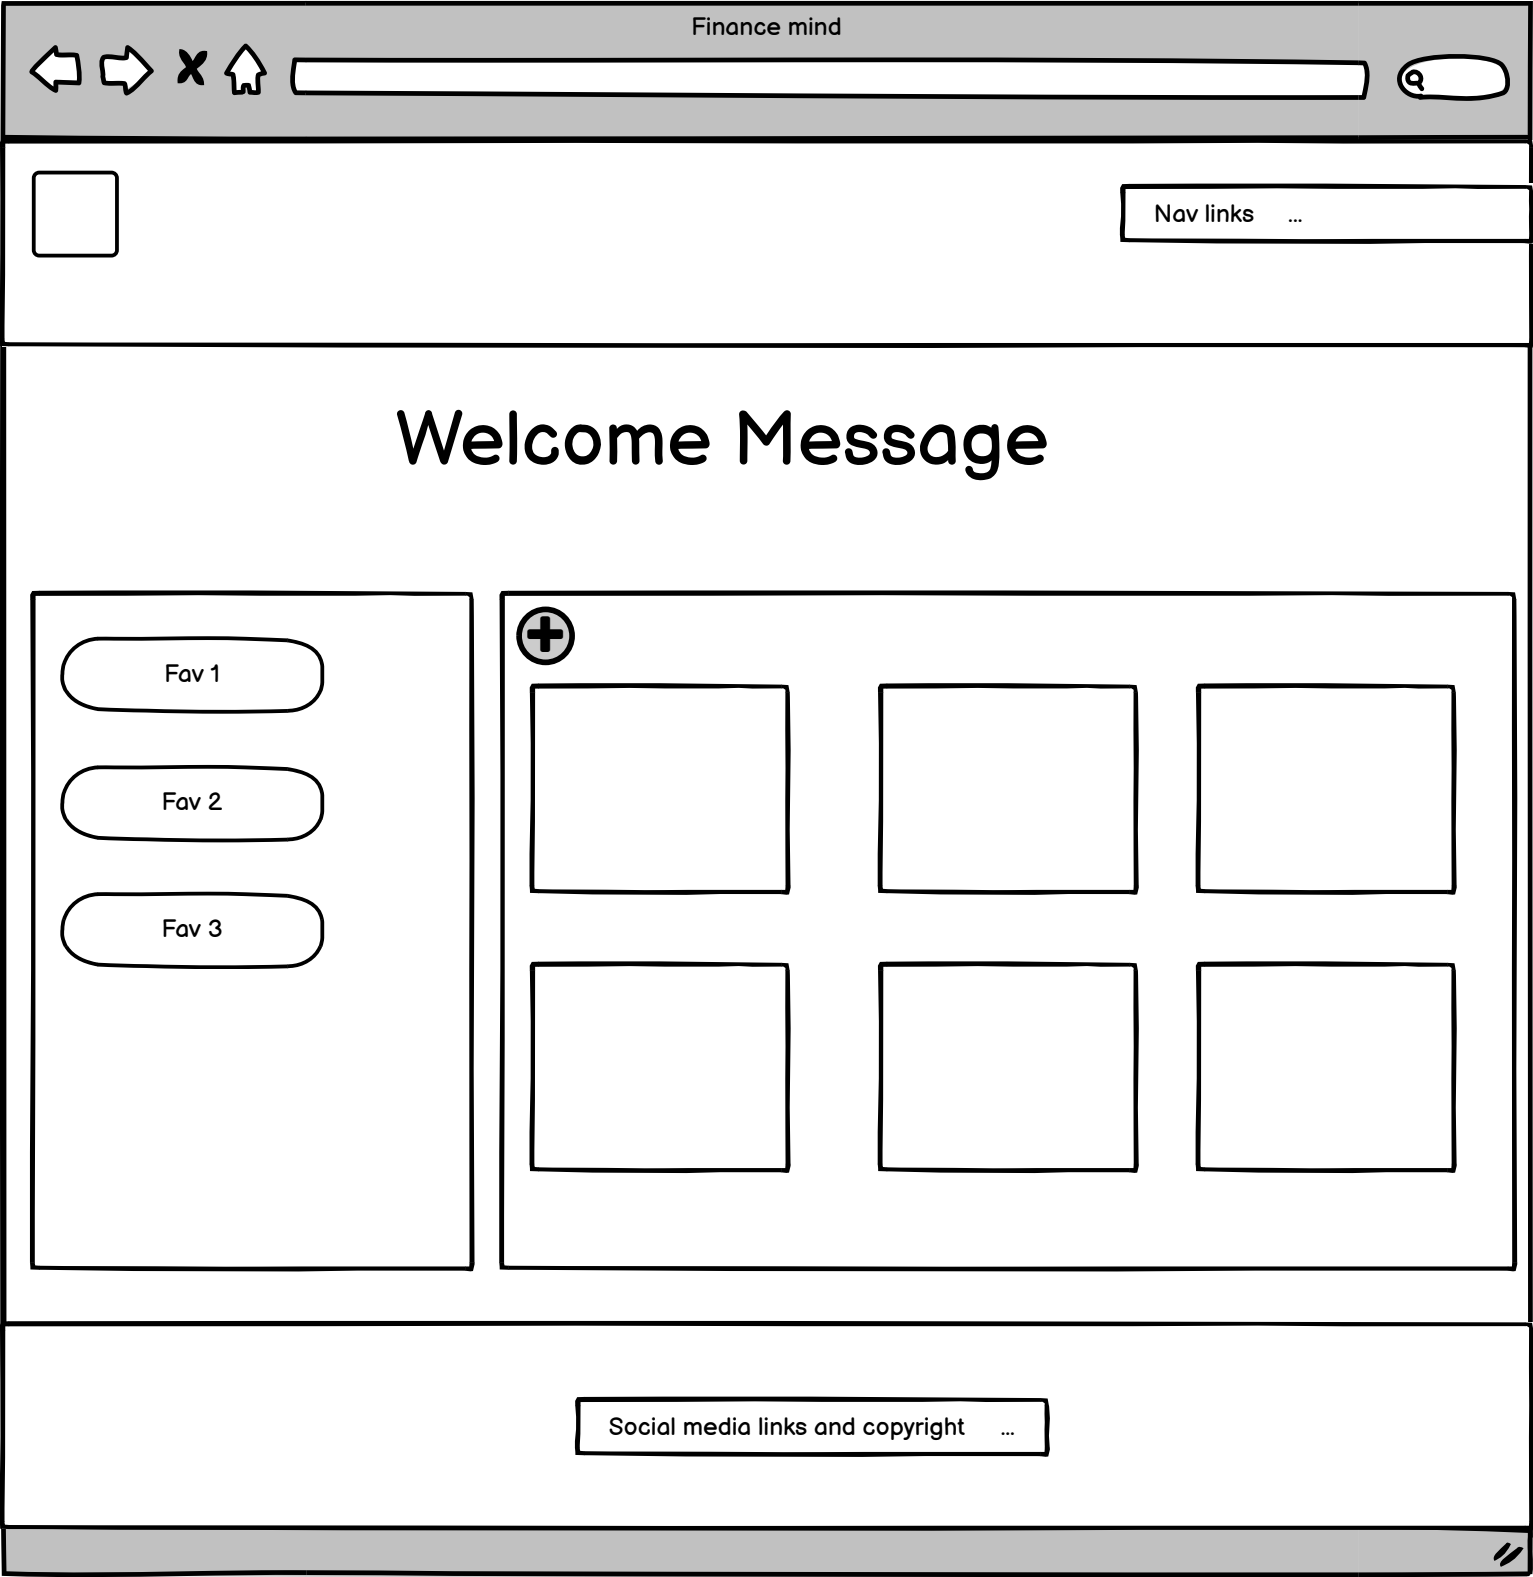 Finance mind
Nav links ...
Welcome Message
Fav 1
Fav 2
Fav 3
Social media links and copyright ...